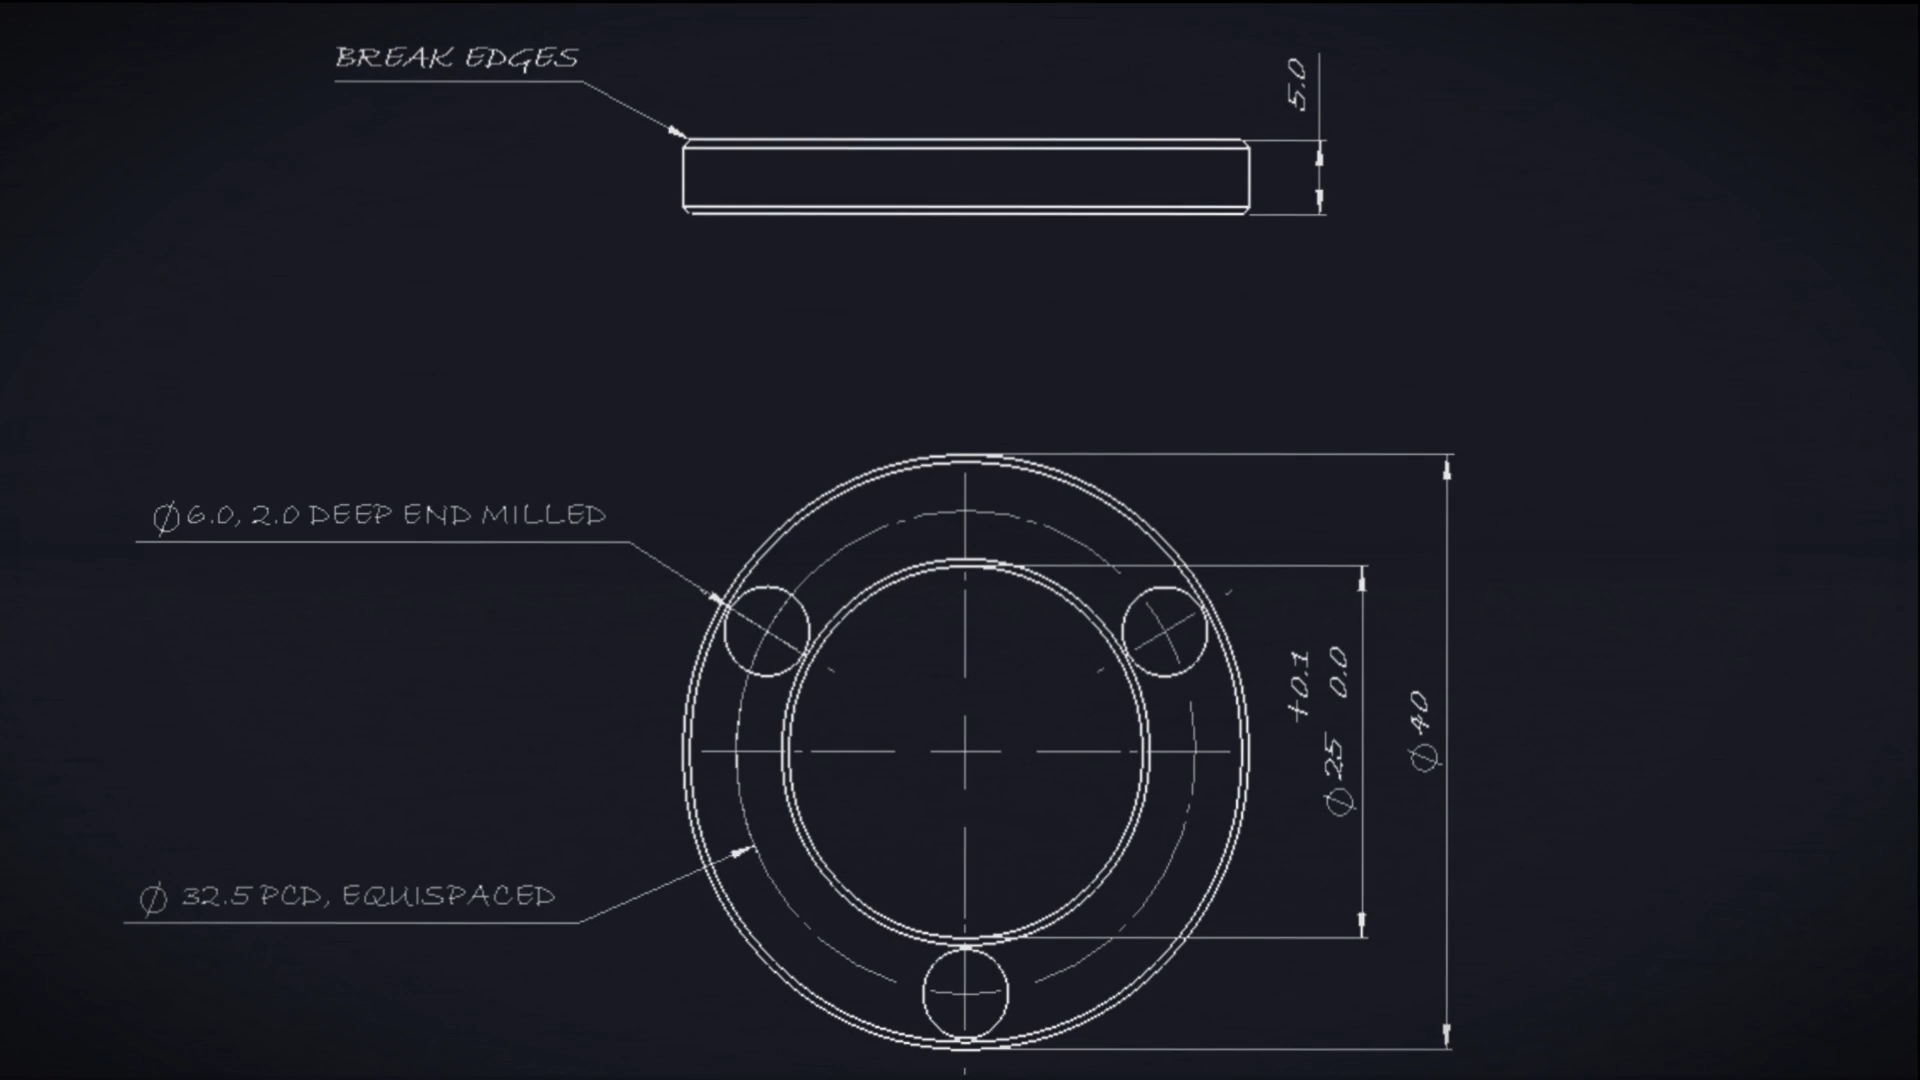 BREAK EDGES
5.0
Ø 6.0, 2.0 DEEP END MILLED
+0.1
Ø 25 0.0
Ø 40
Ø 32.5 PCD, EQUISPACED